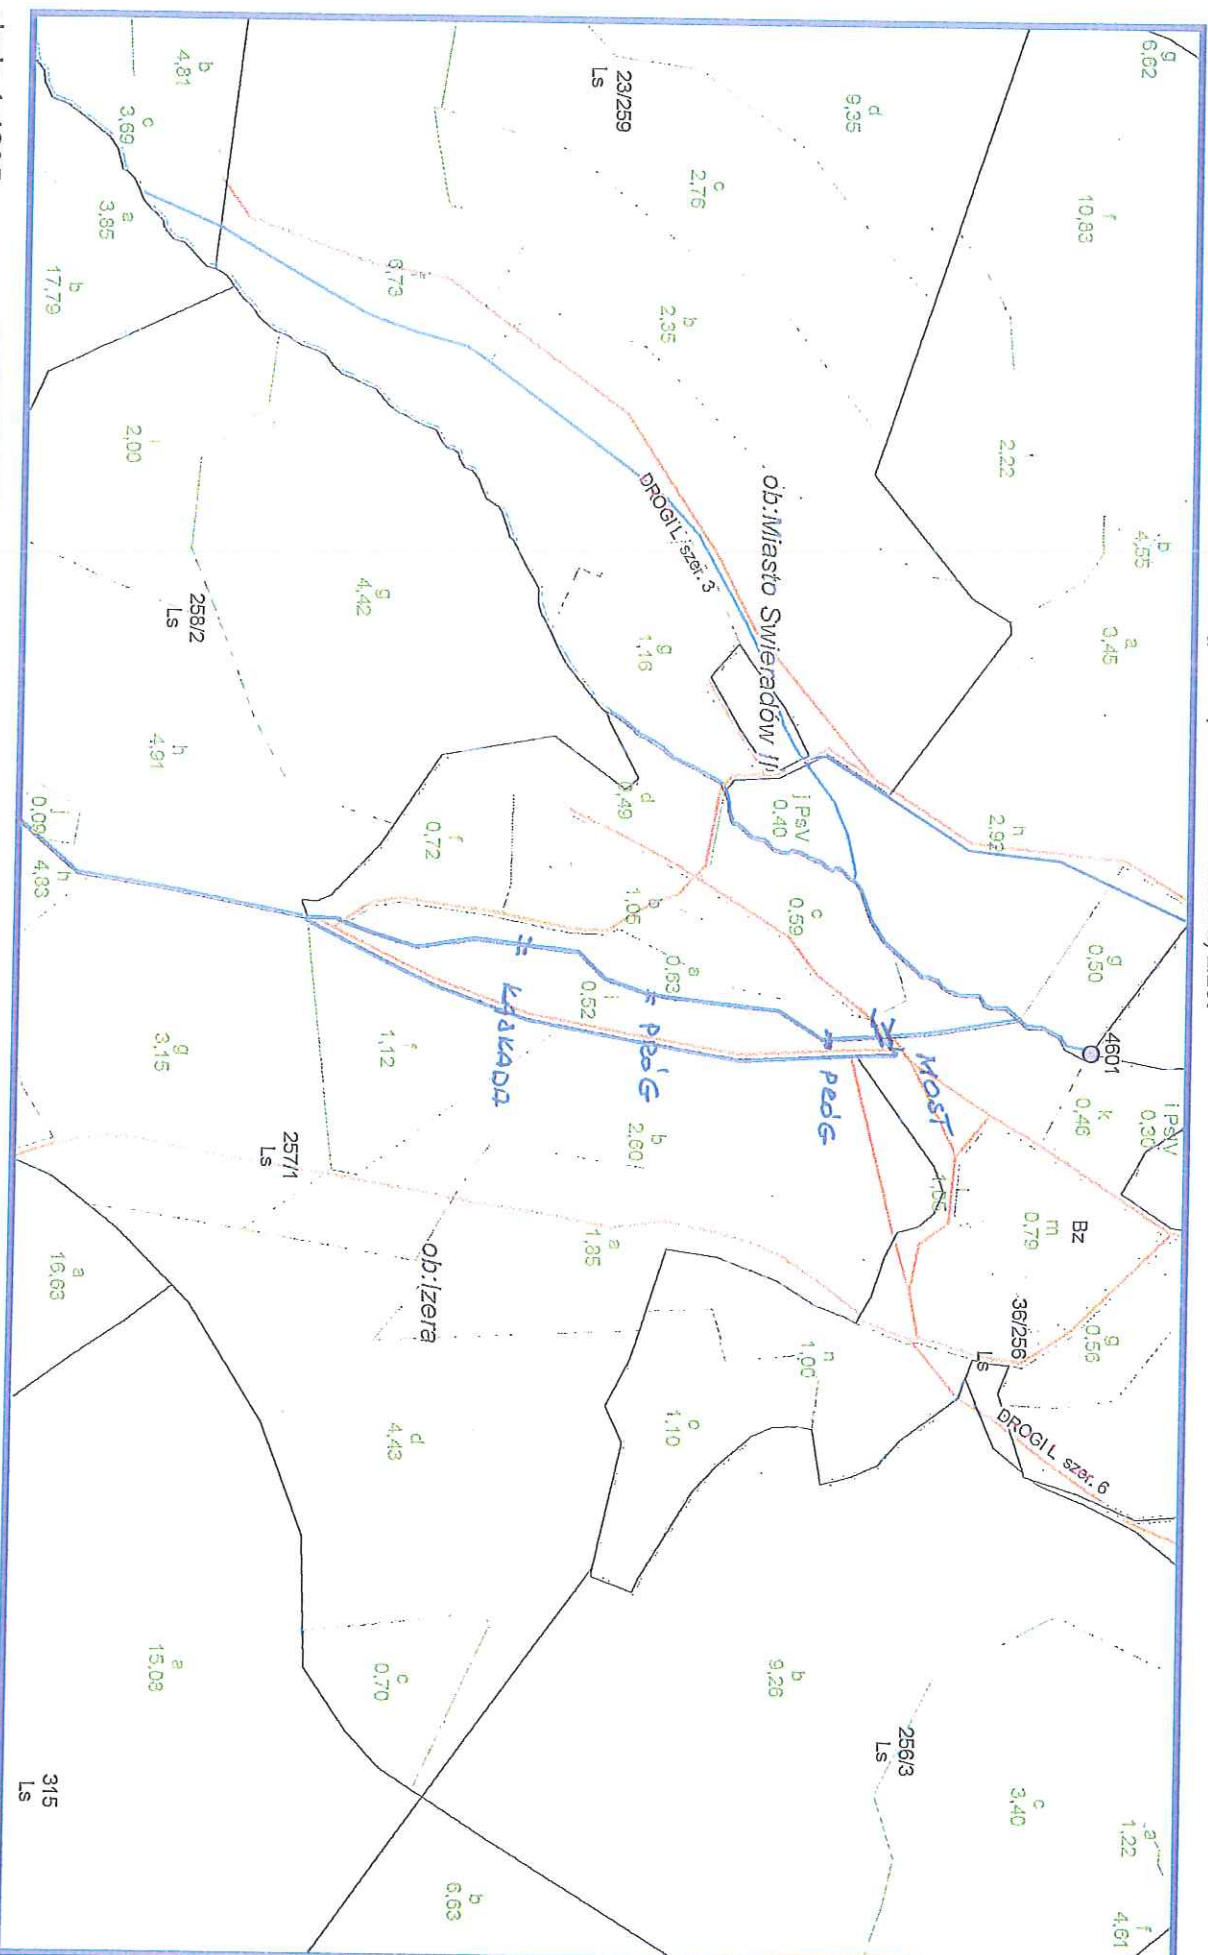 g
6,62
f
10,83
d
9,35
23/259
Ls
c
2,76
b
4,81
c
3,69
a
3,85
b
17,79
6,73
b
2,35
2,22
b
4,55
a
3,45
ob:Miasto Swieradów II
DROGI L szer. 3
i
2,00
g
4,42
258/2
Ls
g
1,16
h
4,91
d
0,49
f
0,72
j PsV
0,40
h
2,92
j
0,09
h
4,83
b
1,05
c
0,59
a
0,63
i
0,52
g
0,50
4601
k
0,46
j PsIV
0,30
KASKADA
PRÓG
PRÓG
MOST
g
3,15
f
1,12
257/1
Ls
b
2,60
l
m
0,79
Bz
a
1,85
ob:Izera
36/256
Ls
g
0,56
a
16,63
n
1,00
o
1,10
d
4,43
DROGI L szer. 6
a
15,08
c
0,70
b
9,26
256/3
Ls
c
3,40
a
1,22
f
4,61
b
6,63
315
Ls